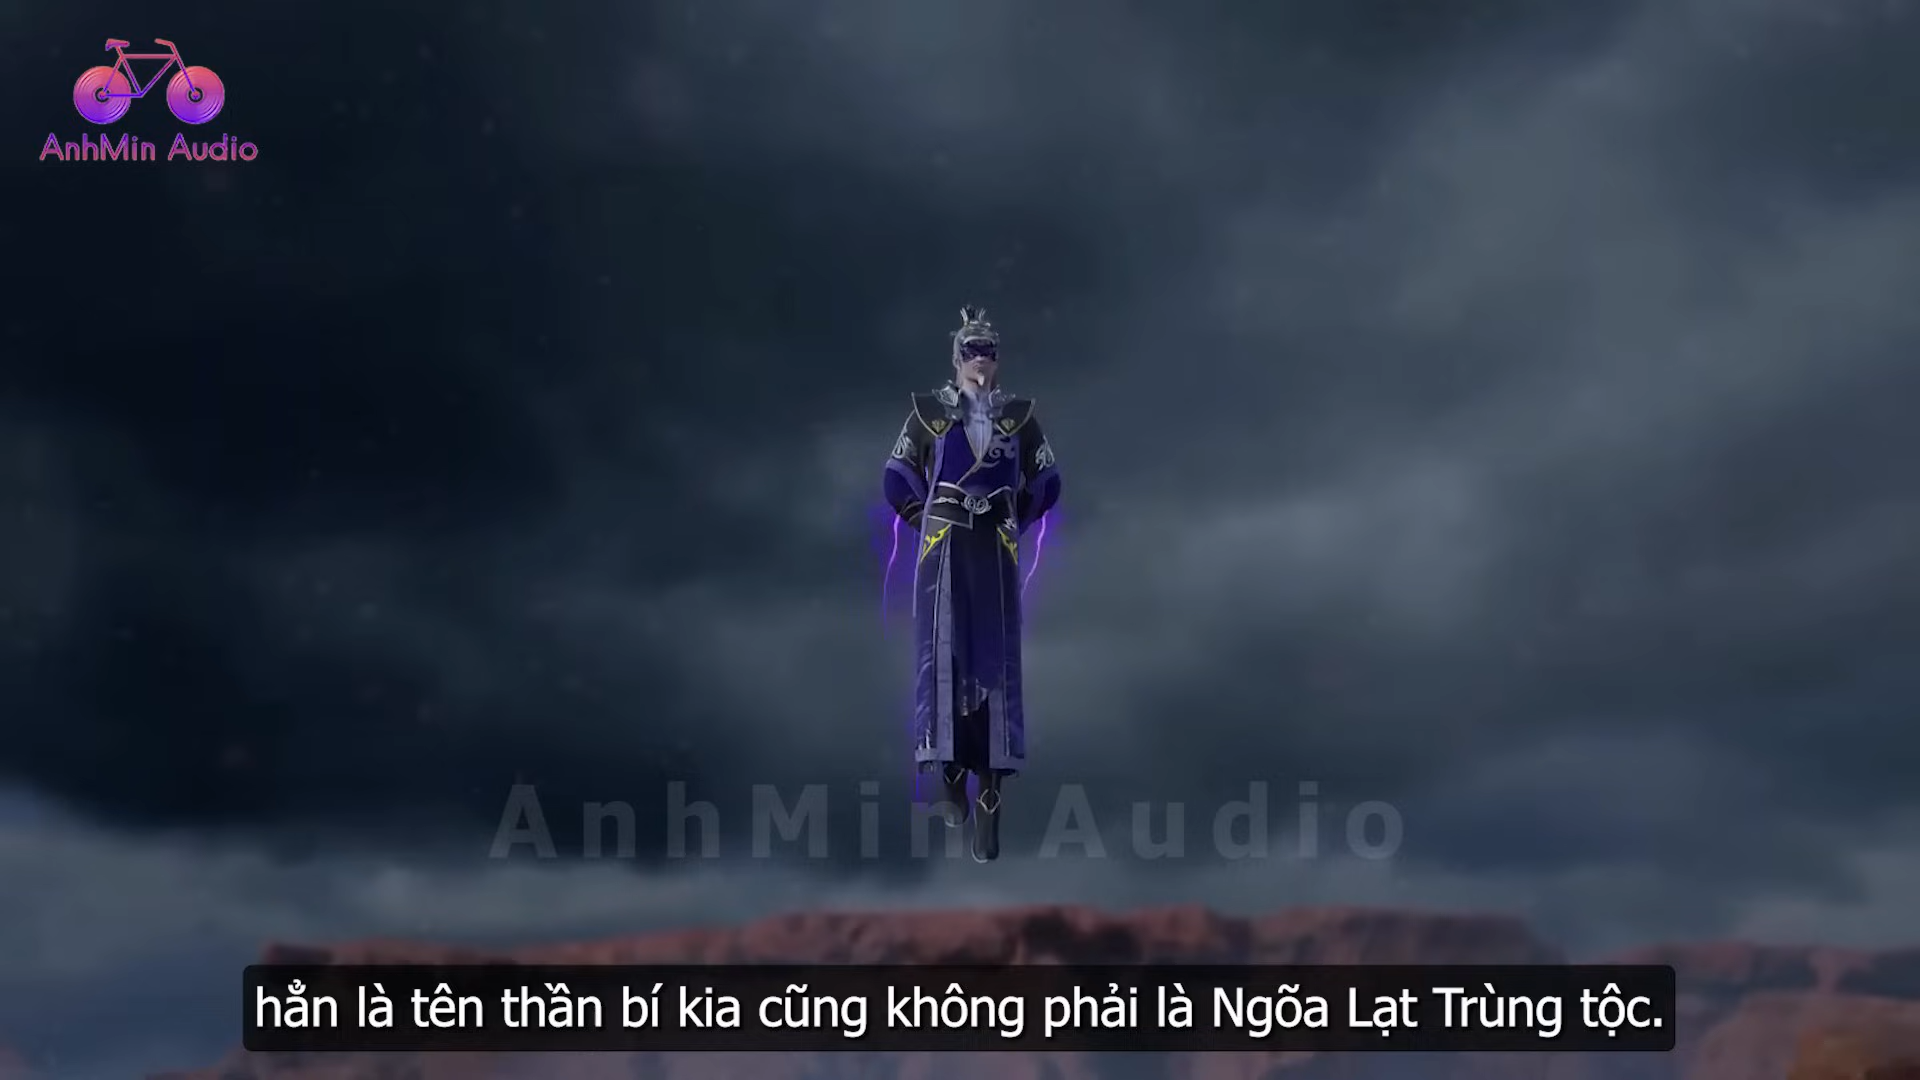 AnhMin Audio
AnhMin Audio
hẳn là tên thần bí kia cũng không phải là Ngõa Lạt Trùng tộc.